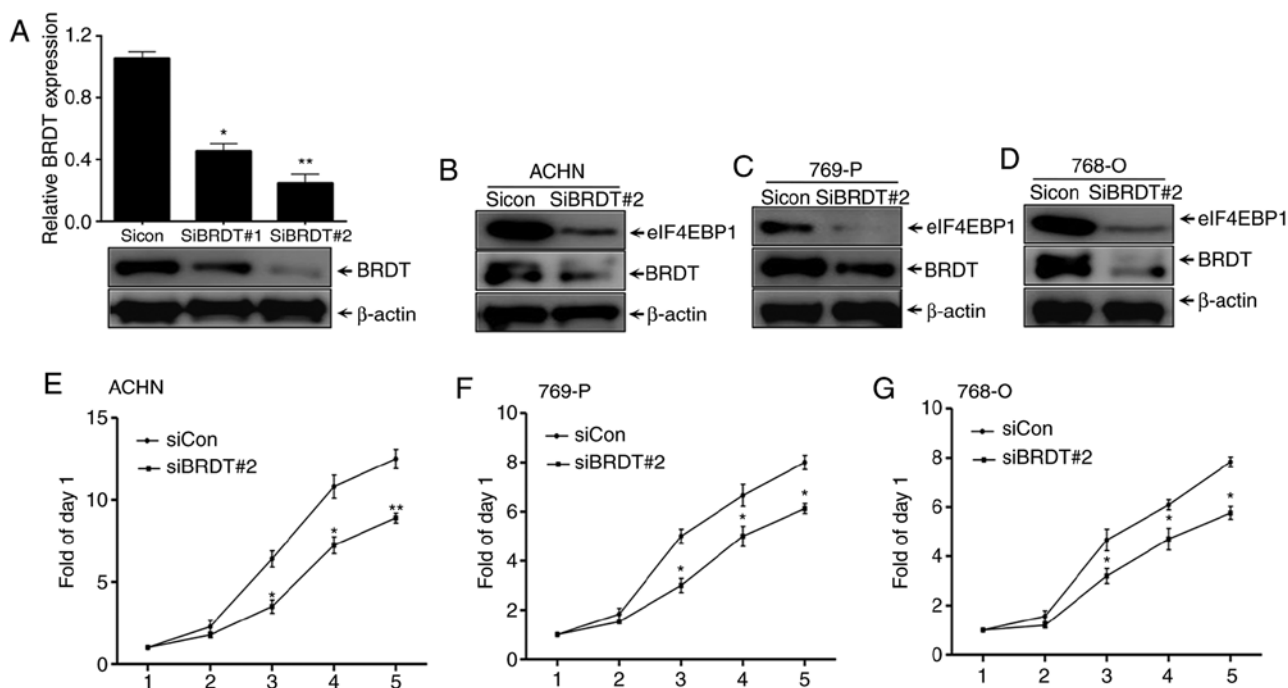 A
Relative BRDT expression
1.2
0.8
0.4
0.0
*
**
Sicon SiBRDT#1 SiBRDT#2
BRDT
β-actin
B
ACHN
Sicon SiBRDT#2
eIF4EBP1
BRDT
β-actin
C
769-P
Sicon SiBRDT#2
eIF4EBP1
BRDT
β-actin
D
768-O
Sicon SiBRDT#2
eIF4EBP1
BRDT
β-actin
E ACHN
Fold of day 1
15
10
5
0
siCon
siBRDT#2
*
*
**
1 2 3 4 5
F 769-P
Fold of day 1
8
6
4
2
0
siCon
siBRDT#2
*
*
*
1 2 3 4 5
G 768-O
Fold of day 1
8
6
4
2
0
siCon
siBRDT#2
*
*
*
1 2 3 4 5